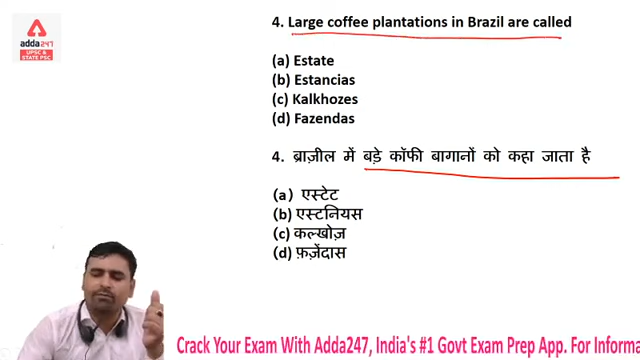 adda247
UPSC &
STATE PSC
4. Large coffee plantations in Brazil are called
(a) Estate
(b) Estancias
(c) Kalkhozes
(d) Fazendas
4. ब्राज़ील में बड़े कॉफी बागानों को कहा जाता है
(a) एस्टेट
(b) एस्टनियस
(c) कल्खोज़
(d) फ़ज़ेंदास
Crack Your Exam With Adda247, India's #1 Govt Exam Prep App. For Informa